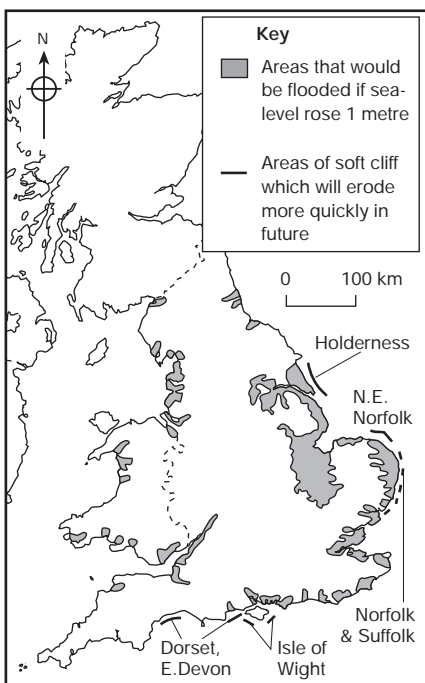 N
Key
Areas that would
be flooded if sea-
level rose 1 metre
Areas of soft cliff
which will erode
more quickly in
future
0 100 km
Holderness
N.E.
Norfolk
Norfolk
& Suffolk
Dorset,
E.Devon
Isle of
Wight